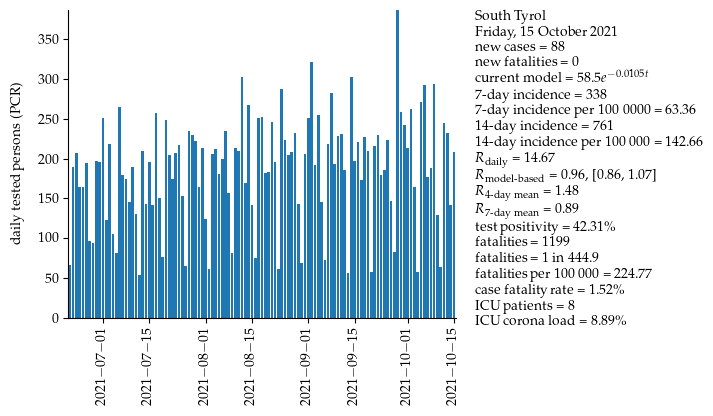 South Tyrol
Friday, 15 October 2021
new cases = 88
new fatalities = 0
current model = 58.5e^{−0.0105t}
7-day incidence = 338
7-day incidence per 100 0000 = 63.36
14-day incidence = 761
14-day incidence per 100 000 = 142.66
R_daily = 14.67
R_model-based = 0.96, [0.86, 1.07]
R_4-day mean = 1.48
R_7-day mean = 0.89
test positivity = 42.31%
fatalities = 1199
fatalities = 1 in 444.9
fatalities per 100 000 = 224.77
case fatality rate = 1.52%
ICU patients = 8
ICU corona load = 8.89%
daily tested persons (PCR)
350
300
250
200
150
100
50
0
2021−07−01
2021−07−15
2021−08−01
2021−08−15
2021−09−01
2021−09−15
2021−10−01
2021−10−15